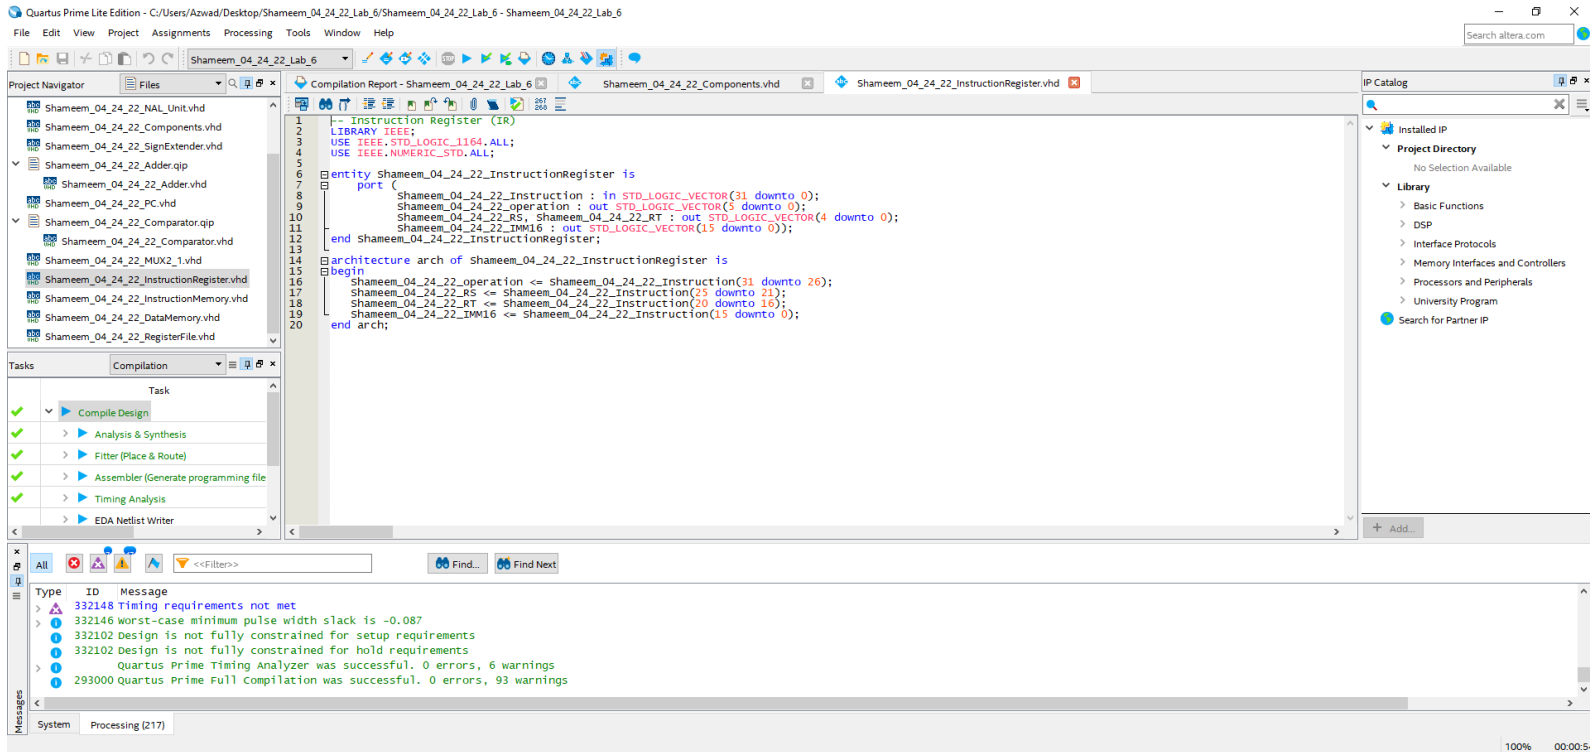 Quartus Prime Lite Edition - C:/Users/Azwad/Desktop/Shameem_04_24_22_Lab_6/Shameem_04_24_22_Lab_6 - Shameem_04_24_22_Lab_6
File Edit View Project Assignments Processing Tools Window Help
Search altera.com
Shameem_04_24_22_Lab_6
Project Navigator Files
Shameem_04_24_22_NAL_Unit.vhd
Shameem_04_24_22_Components.vhd
Shameem_04_24_22_SignExtender.vhd
Shameem_04_24_22_Adder.qip
Shameem_04_24_22_Adder.vhd
Shameem_04_24_22_PC.vhd
Shameem_04_24_22_Comparator.qip
Shameem_04_24_22_Comparator.vhd
Shameem_04_24_22_MUX2_1.vhd
Shameem_04_24_22_InstructionRegister.vhd
Shameem_04_24_22_InstructionMemory.vhd
Shameem_04_24_22_DataMemory.vhd
Shameem_04_24_22_RegisterFile.vhd
Tasks Compilation
Task
Compile Design
Analysis & Synthesis
Fitter (Place & Route)
Assembler (Generate programming file
Timing Analysis
EDA Netlist Writer
Compilation Report - Shameem_04_24_22_Lab_6 Shameem_04_24_22_Components.vhd Shameem_04_24_22_InstructionRegister.vhd
267
268
1 -- Instruction Register (IR)
2 LIBRARY IEEE;
3 USE IEEE.STD_LOGIC_1164.ALL;
4 USE IEEE.NUMERIC_STD.ALL;
5
6 entity Shameem_04_24_22_InstructionRegister is
7 port (
8 Shameem_04_24_22_Instruction : in STD_LOGIC_VECTOR(31 downto 0);
9 Shameem_04_24_22_operation : out STD_LOGIC_VECTOR(5 downto 0);
10 Shameem_04_24_22_RS, Shameem_04_24_22_RT : out STD_LOGIC_VECTOR(4 downto 0);
11 Shameem_04_24_22_IMM16 : out STD_LOGIC_VECTOR(15 downto 0));
12 end Shameem_04_24_22_InstructionRegister;
13
14 architecture arch of Shameem_04_24_22_InstructionRegister is
15 begin
16 Shameem_04_24_22_operation <= Shameem_04_24_22_Instruction(31 downto 26);
17 Shameem_04_24_22_RS <= Shameem_04_24_22_Instruction(25 downto 21);
18 Shameem_04_24_22_RT <= Shameem_04_24_22_Instruction(20 downto 16);
19 Shameem_04_24_22_IMM16 <= Shameem_04_24_22_Instruction(15 downto 0);
20 end arch;
IP Catalog
Installed IP
Project Directory
No Selection Available
Library
Basic Functions
DSP
Interface Protocols
Memory Interfaces and Controllers
Processors and Peripherals
University Program
Search for Partner IP
+ Add...
All <<Filter>> Find... Find Next
Type ID Message
332148 Timing requirements not met
332146 Worst-case minimum pulse width slack is -0.087
332102 Design is not fully constrained for setup requirements
332102 Design is not fully constrained for hold requirements
Quartus Prime Timing Analyzer was successful. 0 errors, 6 warnings
293000 Quartus Prime Full Compilation was successful. 0 errors, 93 warnings
Messages
System Processing (217)
100% 00:00:5